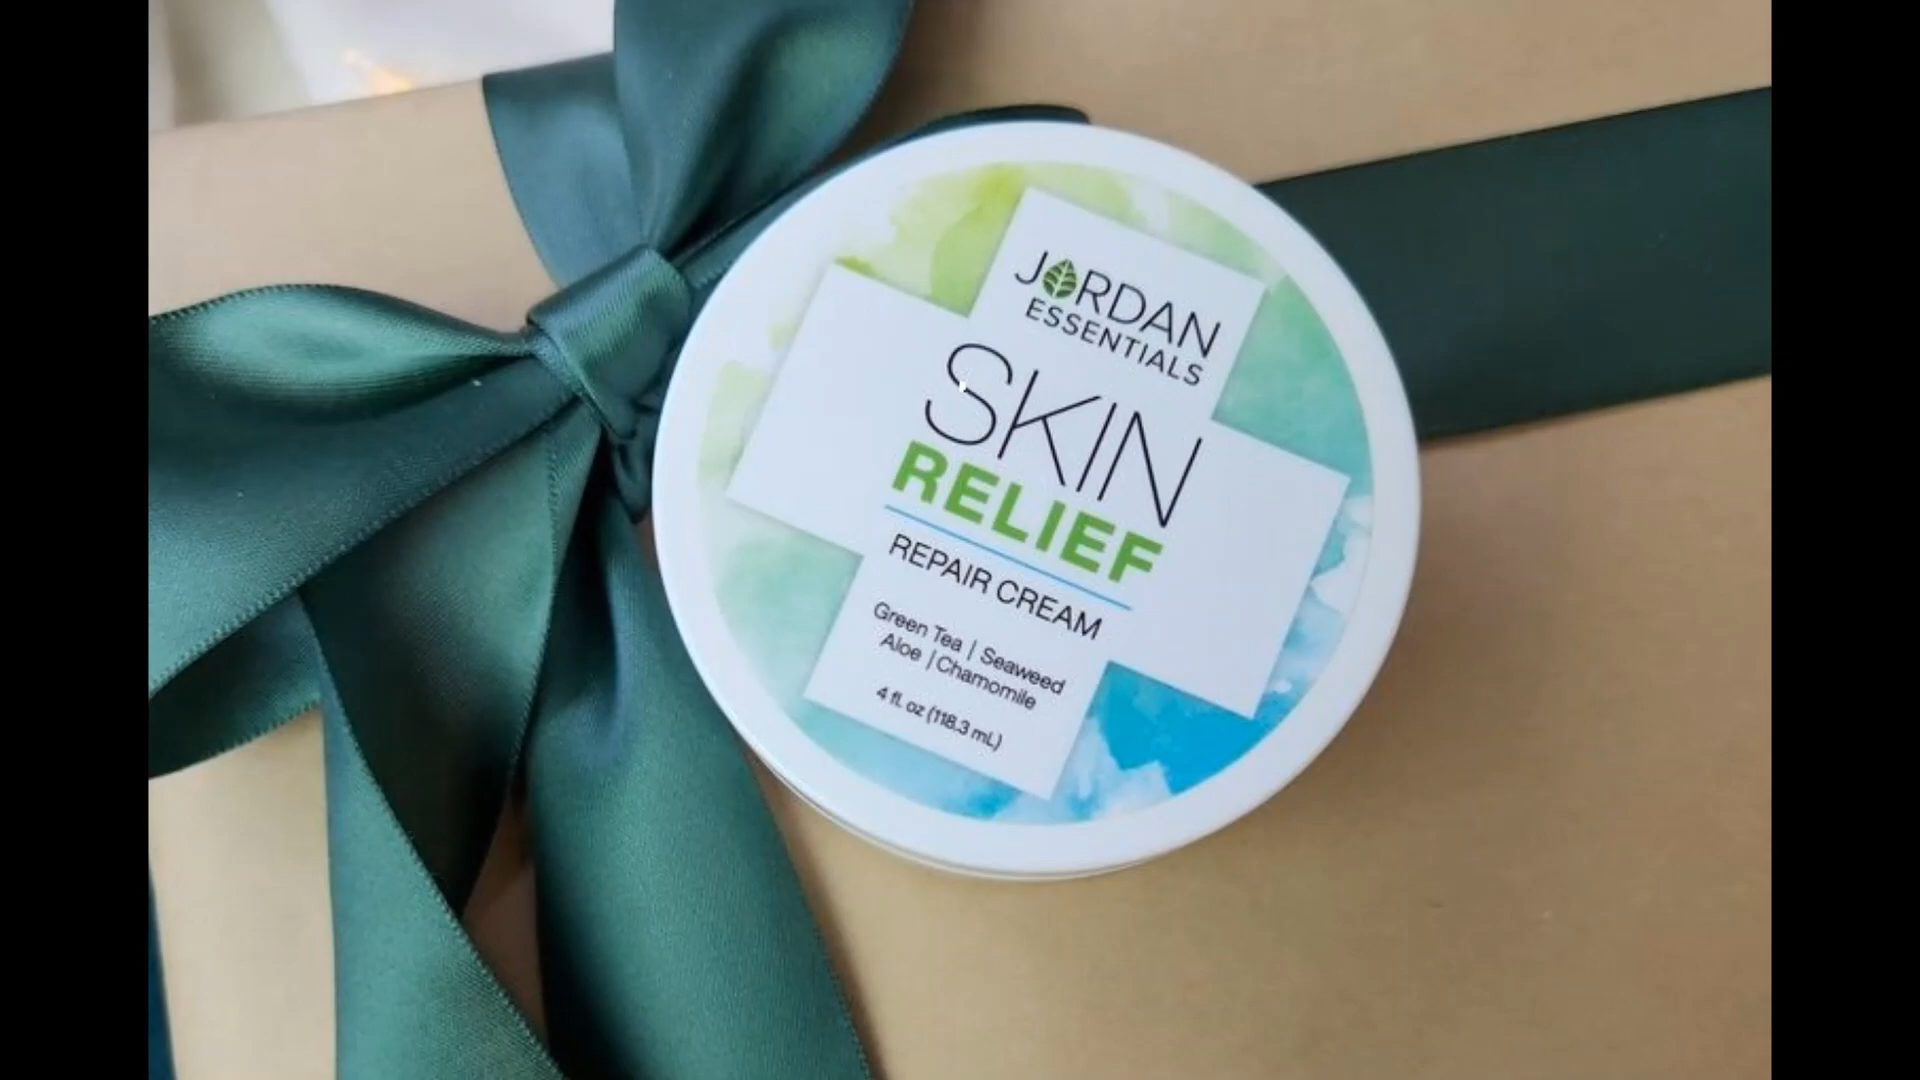 JORDAN
ESSENTIALS
SKIN
RELIEF
REPAIR CREAM
Green Tea | Seaweed
Aloe | Chamomile
4 fl. oz (118.3 mL)